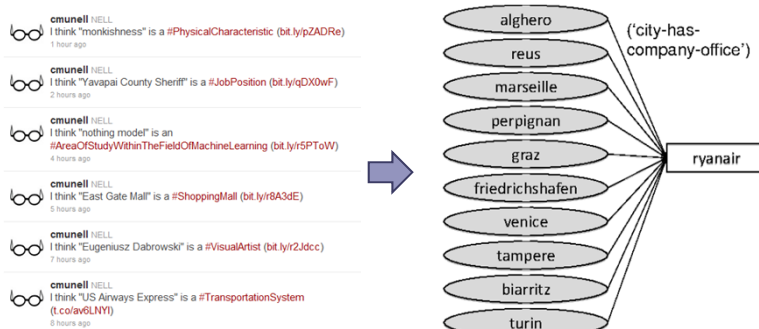 cmunell NELL
I think "monkishness" is a #PhysicalCharacteristic (bit.ly/pZADRe)
1 hour ago
cmunell NELL
I think "Yavapai County Sheriff" is a #JobPosition (bit.ly/qDX0wF)
2 hours ago
cmunell NELL
I think "nothing model" is an
#AreaOfStudyWithinTheFieldOfMachineLearning (bit.ly/r5PToW)
4 hours ago
cmunell NELL
I think "East Gate Mall" is a #ShoppingMall (bit.ly/r8A3dE)
5 hours ago
cmunell NELL
I think "Eugeniusz Dabrowski" is a #VisualArtist (bit.ly/r2Jdcc)
7 hours ago
cmunell NELL
I think "US Airways Express" is a #TransportationSystem
(t.co/av6LNYI)
8 hours ago
alghero
reus
marseille
perpignan
graz
friedrichshafen
venice
tampere
biarritz
turin
('city-has-
company-office')
ryanair